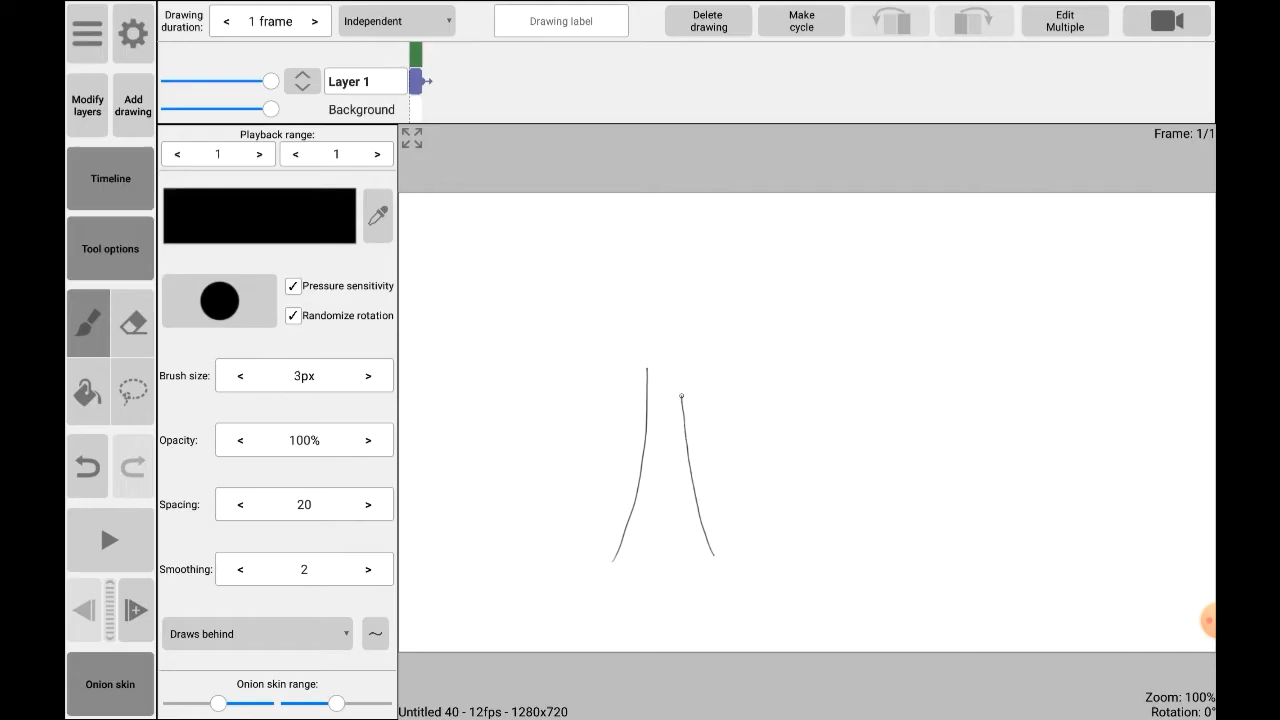 Drawing duration: < 1 frame > Independent Drawing label Delete drawing Make cycle Edit Multiple
Layer 1
Background
Modify layers
Add drawing
Timeline
Tool options
Onion skin
Playback range:
< 1 > < 1 >
Pressure sensitivity
Randomize rotation
Brush size: < 3px >
Opacity: < 100% >
Spacing: < 20 >
Smoothing: < 2 >
Draws behind
Onion skin range:
Frame: 1/1
Zoom: 100%
Untitled 40 - 12fps - 1280x720
Rotation: 0°